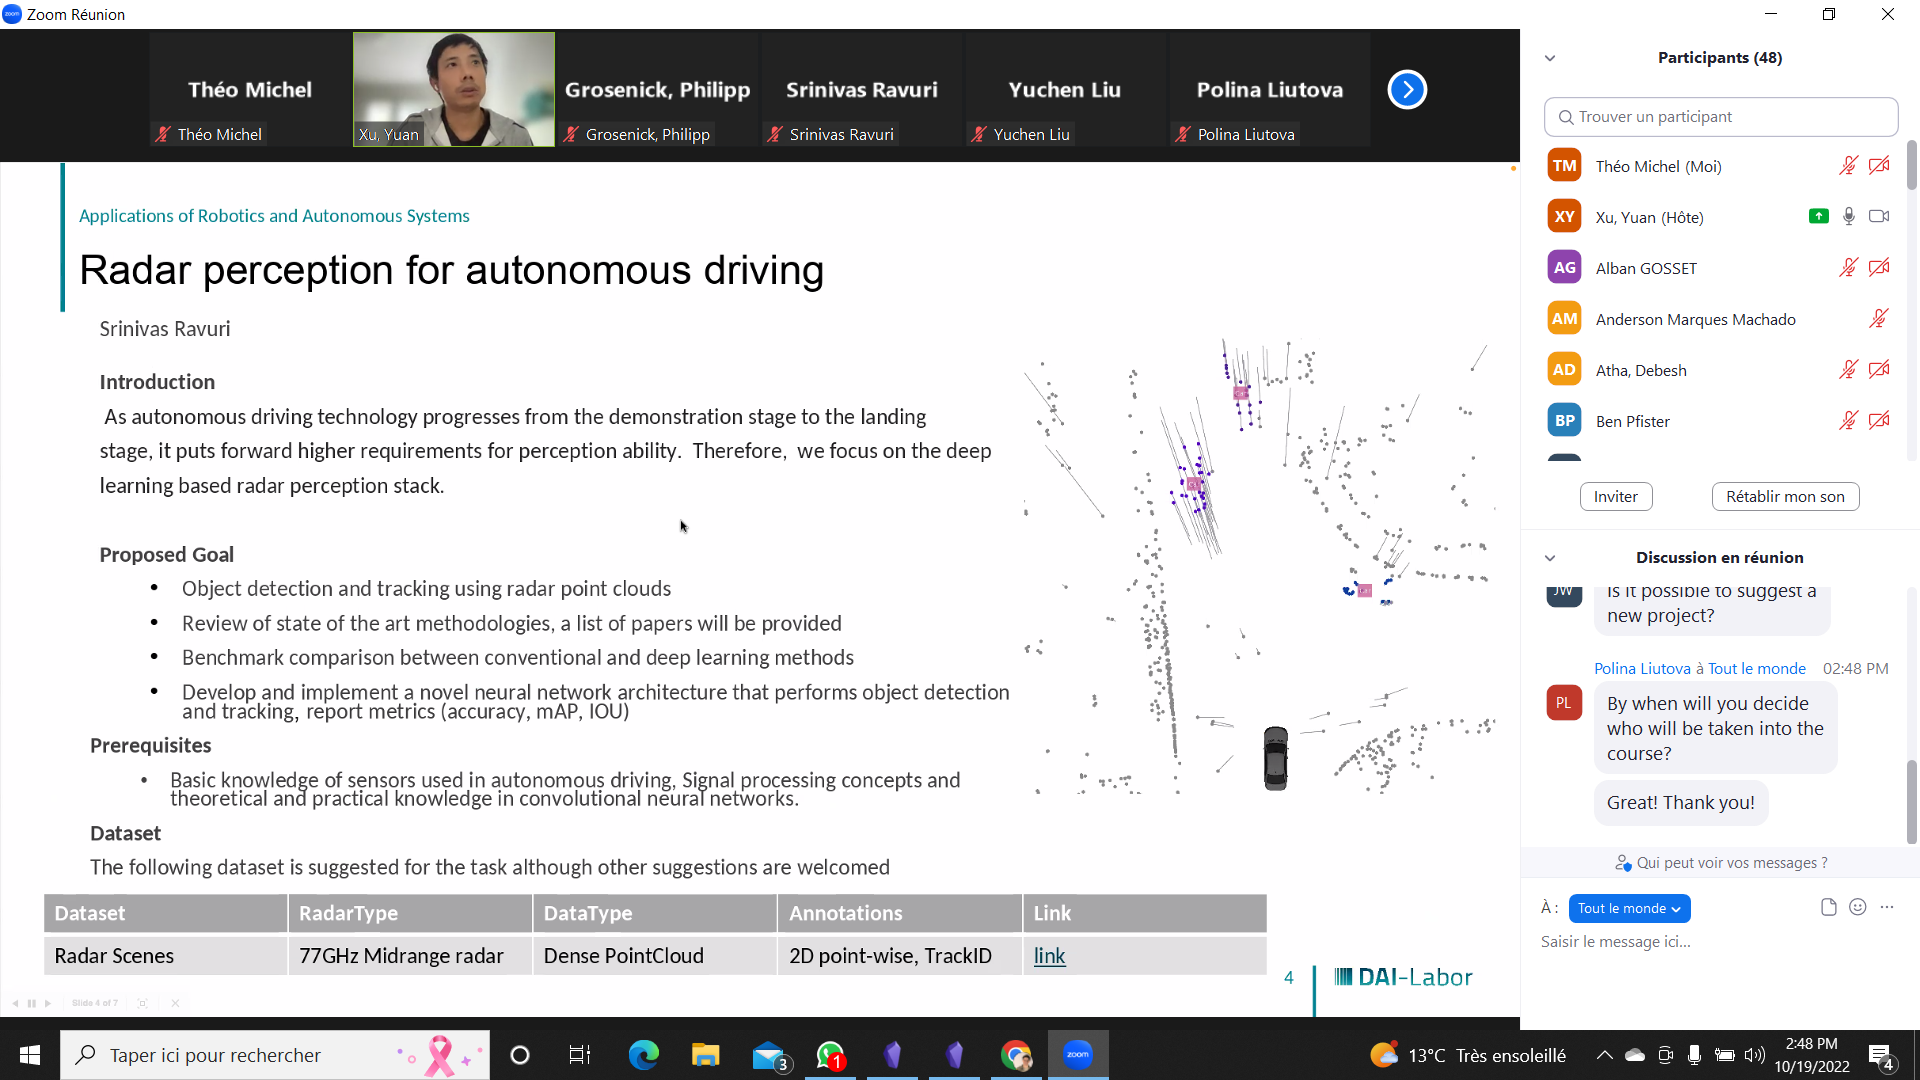 Zoom Réunion
Théo Michel
Grosenick, Philipp
Srinivas Ravuri
Yuchen Liu
Polina Liutova
Théo Michel
Xu, Yuan
Grosenick, Philipp
Srinivas Ravuri
Yuchen Liu
Polina Liutova
Applications of Robotics and Autonomous Systems
Radar perception for autonomous driving
Srinivas Ravuri
Introduction
As autonomous driving technology progresses from the demonstration stage to the landing
stage, it puts forward higher requirements for perception ability. Therefore, we focus on the deep
learning based radar perception stack.
Proposed Goal
• Object detection and tracking using radar point clouds
• Review of state of the art methodologies, a list of papers will be provided
• Benchmark comparison between conventional and deep learning methods
• Develop and implement a novel neural network architecture that performs object detection
and tracking, report metrics (accuracy, mAP, IOU)
Prerequisites
• Basic knowledge of sensors used in autonomous driving, Signal processing concepts and
theoretical and practical knowledge in convolutional neural networks.
Dataset
The following dataset is suggested for the task although other suggestions are welcomed
Dataset RadarType DataType Annotations Link
Radar Scenes 77GHz Midrange radar Dense PointCloud 2D point-wise, TrackID link
4
DAI-Labor
Slide 4 of 7
Participants (48)
Trouver un participant
TM Théo Michel (Moi)
XY Xu, Yuan (Hôte)
AG Alban GOSSET
AM Anderson Marques Machado
AD Atha, Debesh
BP Ben Pfister
Inviter
Rétablir mon son
Discussion en réunion
JW
Is it possible to suggest a
new project?
Polina Liutova à Tout le monde 02:48 PM
PL
By when will you decide
who will be taken into the
course?
Great! Thank you!
Qui peut voir vos messages ?
À : Tout le monde
Saisir le message ici...
Taper ici pour rechercher
3
1
zoom
13°C Très ensoleillé
2:48 PM
10/19/2022
4